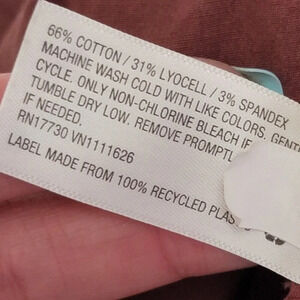 66% COTTON / 31% LYOCELL / 3% SPANDEX
MACHINE WASH COLD WITH LIKE COLORS, GENT
CYCLE, ONLY NON-CHLORINE BLEACH IF
TUMBLE DRY LOW. REMOVE PROMPTL
IF NEEDED.
RN17730 VN1111626
LABEL MADE FROM 100% RECYCLED PLAS